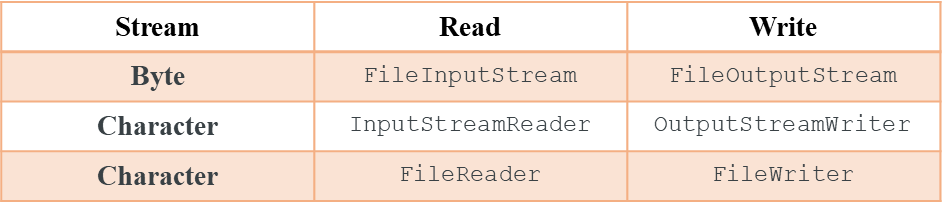 Stream Read Write
Byte FileInputStream FileOutputStream
Character InputStreamReader OutputStreamWriter
Character FileReader FileWriter